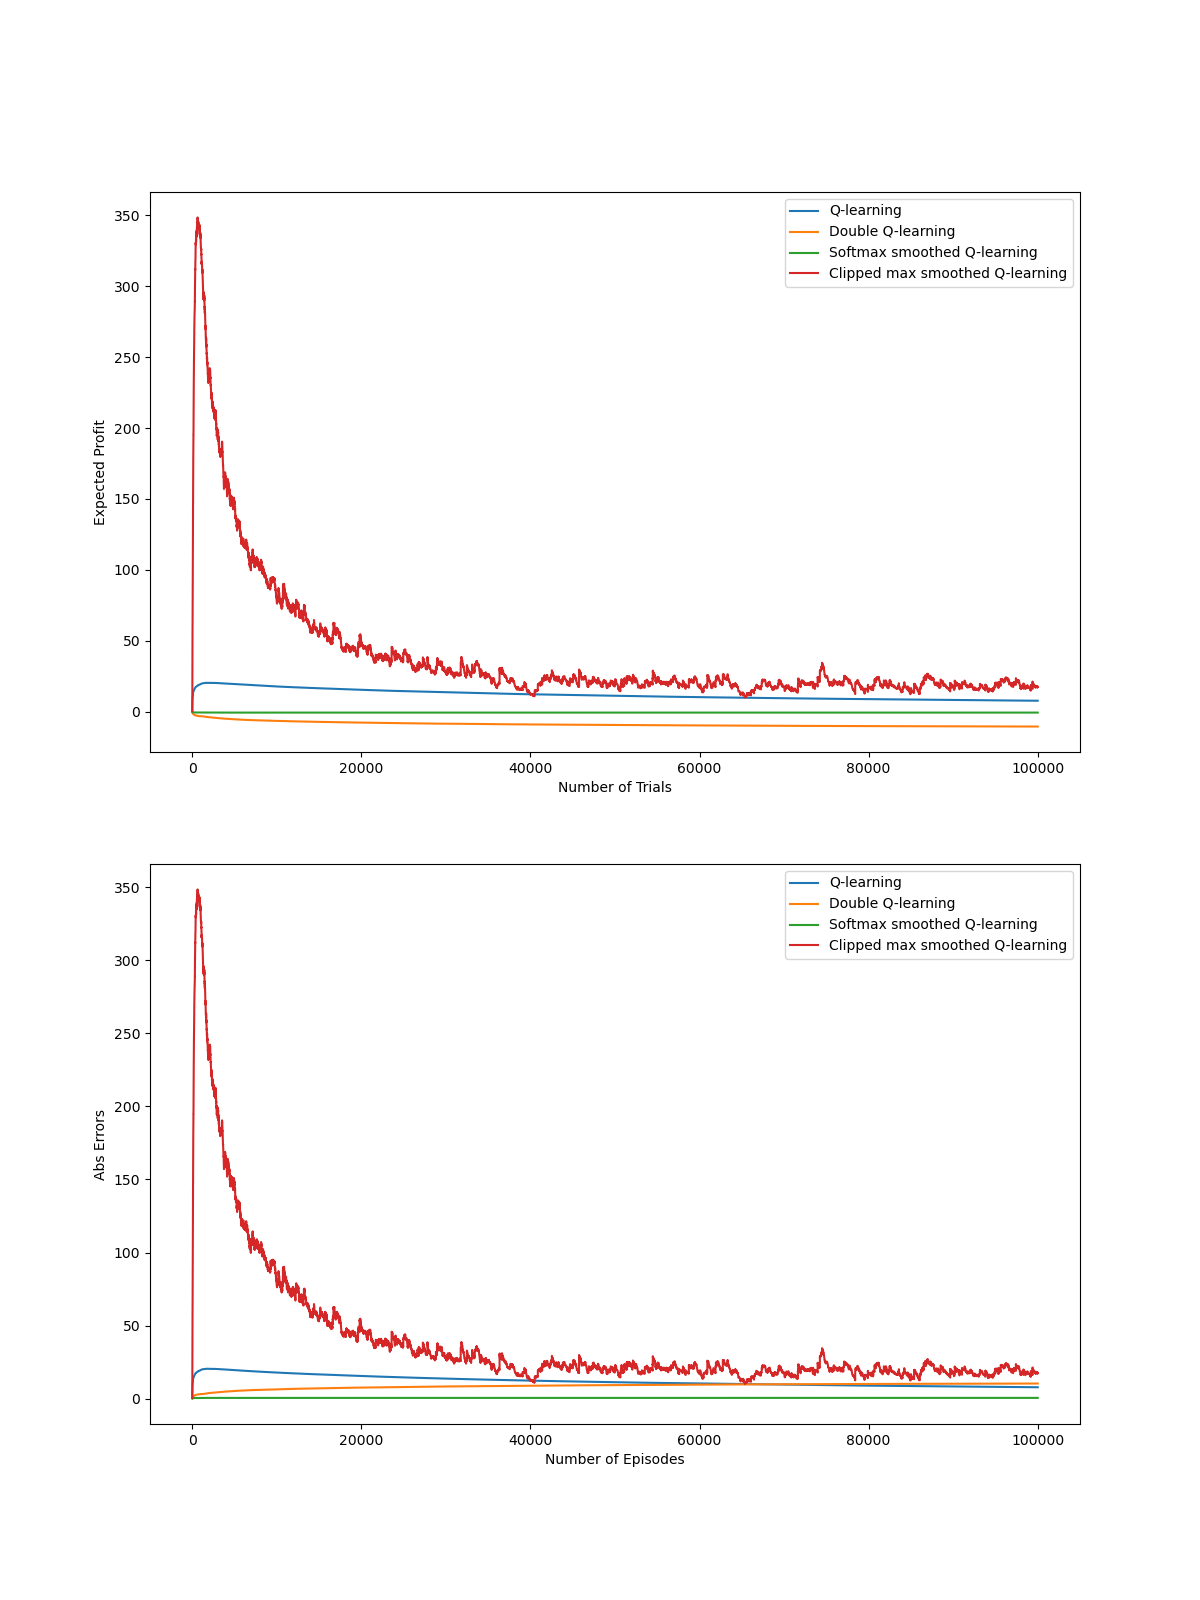 350
300
250
200
150
100
50
0
Expected Profit
Q-learning
Double Q-learning
Softmax smoothed Q-learning
Clipped max smoothed Q-learning
0 20000 40000 60000 80000 100000
Number of Trials
350
300
250
200
150
100
50
0
Abs Errors
Q-learning
Double Q-learning
Softmax smoothed Q-learning
Clipped max smoothed Q-learning
0 20000 40000 60000 80000 100000
Number of Episodes